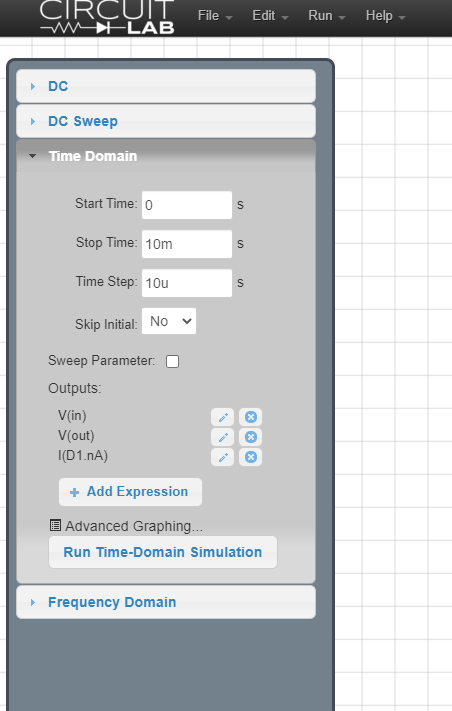 CIRCUIT
LAB
File Edit Run Help
DC
DC Sweep
Time Domain
Start Time: 0 s
Stop Time: 10m s
Time Step: 10u s
Skip Initial: No
Sweep Parameter:
Outputs:
V(in)
V(out)
I(D1.nA)
+ Add Expression
Advanced Graphing...
Run Time-Domain Simulation
Frequency Domain